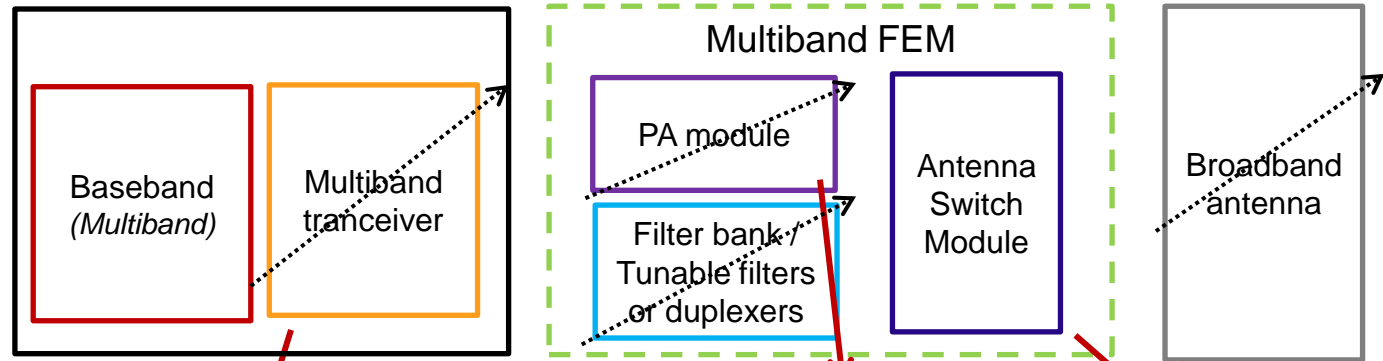 Baseband
(Multiband)
Multiband
tranceiver
Multiband FEM
PA module
Filter bank /
Tunable filters
or duplexers
Antenna
Switch
Module
Broadband
antenna